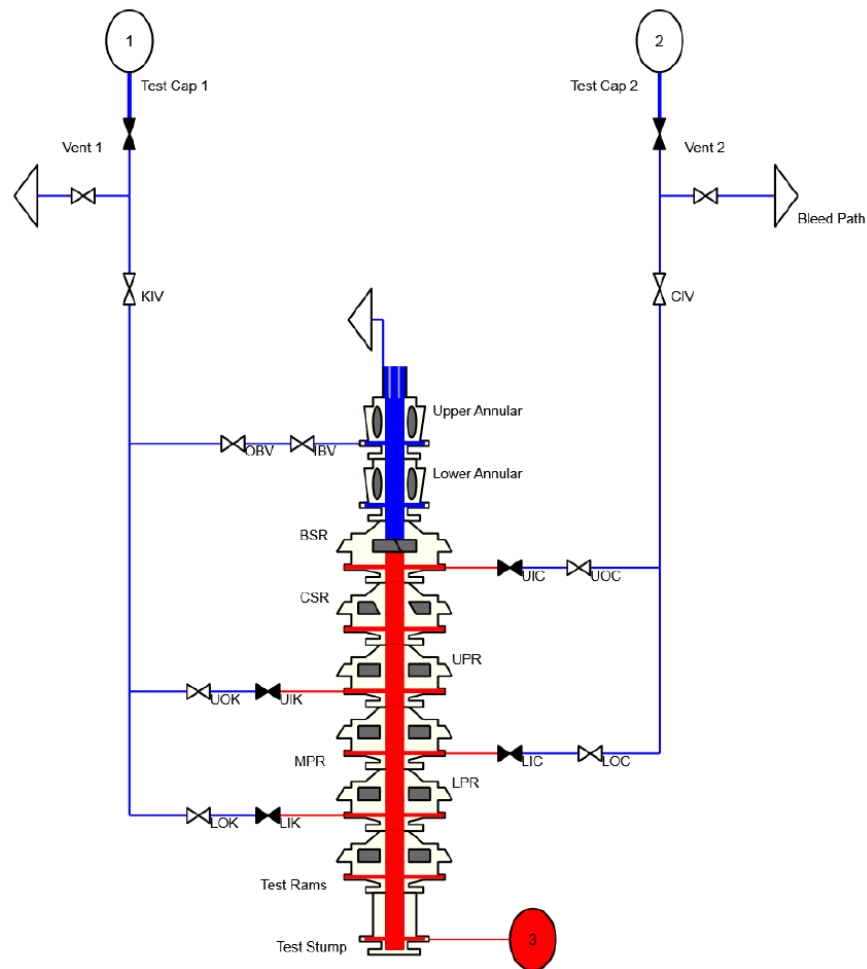 1
2
Test Cap 1
Test Cap 2
Vent 1
Vent 2
Bleed Path
KIV
CIV
Upper Annular
OBV
IBV
Lower Annular
BSR
UIC
UOC
CSR
UPR
UOK
UIK
MPR
LIC
LOC
LPR
LOK
LIK
Test Rams
3
Test Stump